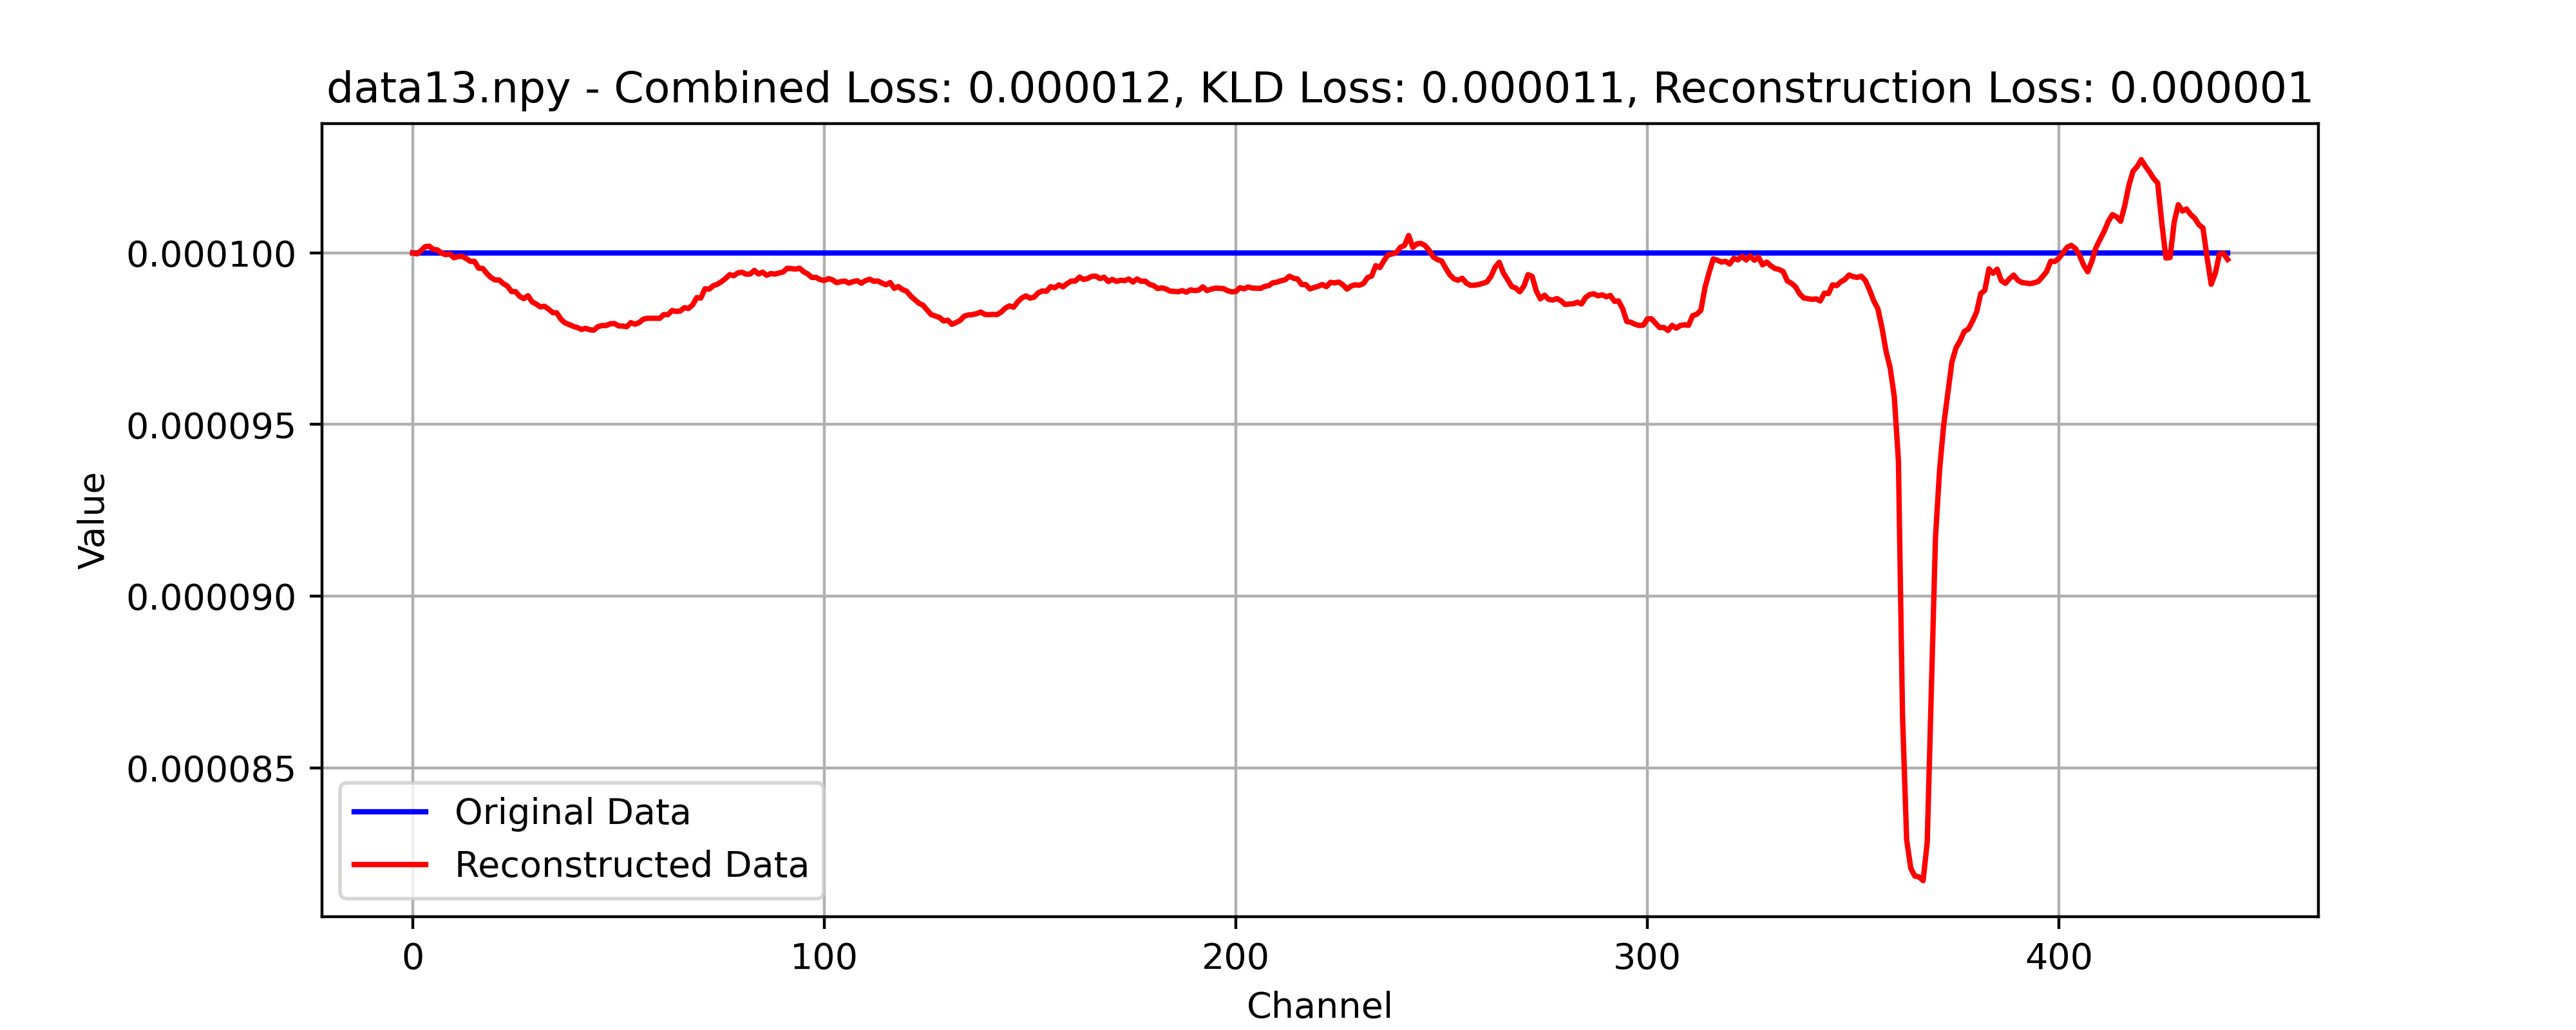 data13.npy - Combined Loss: 0.000012, KLD Loss: 0.000011, Reconstruction Loss: 0.000001
0.000100
0.000095
0.000090
0.000085
Value
Original Data
Reconstructed Data
0 100 200 300 400
Channel